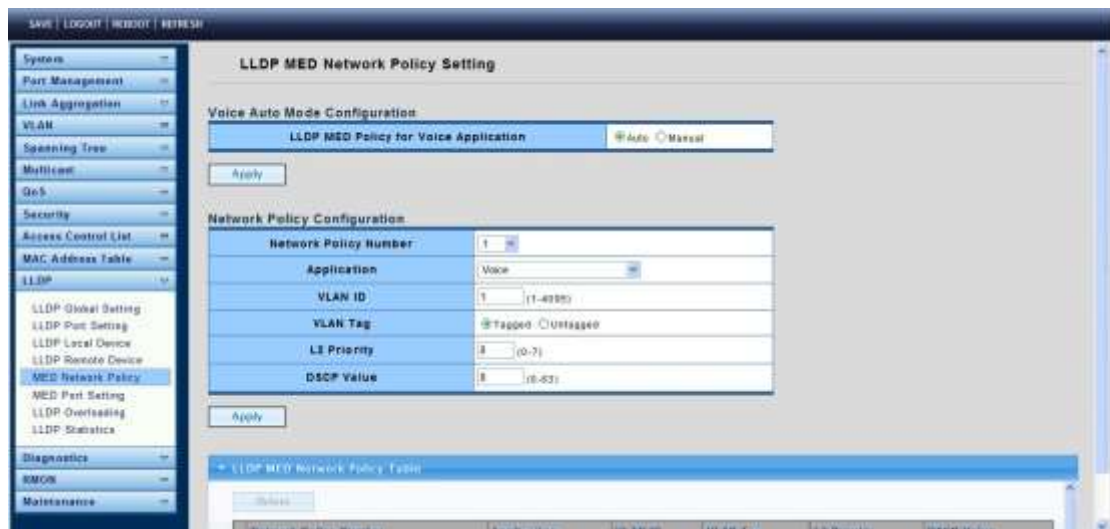 SAVE | LOGOUT | REBOOT | REFRESH
System
Port Management
Link Aggregation
VLAN
Spanning Tree
Multicast
QoS
Security
Access Control List
MAC Address Table
LLDP
LLDP Global Setting
LLDP Port Setting
LLDP Local Device
LLDP Remote Device
MED Network Policy
MED Port Setting
LLDP Overloading
LLDP Statistics
Diagnostics
RMON
Maintenance
LLDP MED Network Policy Setting
Voice Auto Mode Configuration
LLDP MED Policy for Voice Application Auto Manual
Apply
Network Policy Configuration
Network Policy Number 1
Application Voice
VLAN ID 1 (1-4095)
VLAN Tag Tagged Untagged
L2 Priority (0-7)
DSCP Value (0-63)
Apply
LLDP MED Network Policy Table
Delete